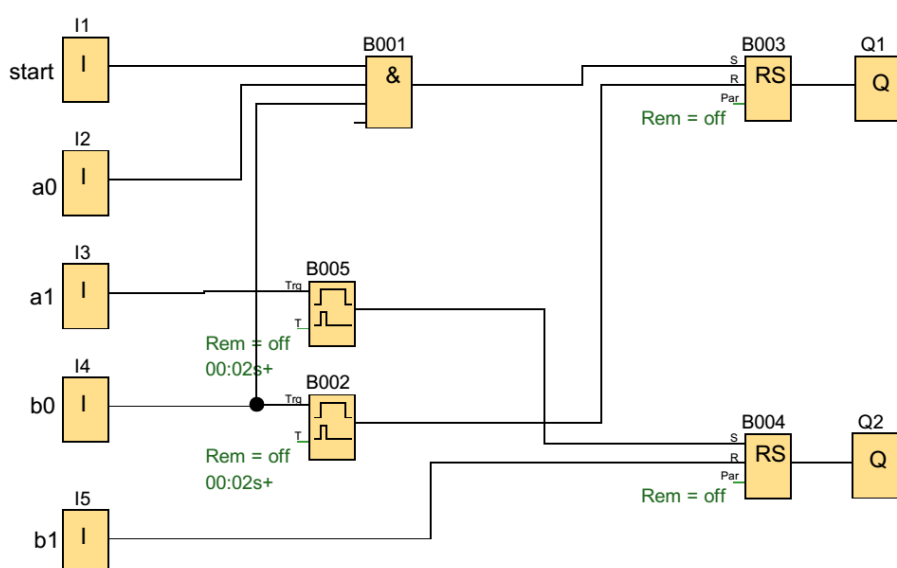 I1
I
start
B001
&
B003
S
R
RS
Par
Rem = off
Q1
Q
I2
I
a0
I3
I
a1
B005
Trg
T
Rem = off
00:02s+
I4
I
b0
B002
Trg
T
Rem = off
00:02s+
B004
S
R
RS
Par
Rem = off
Q2
Q
I5
I
b1